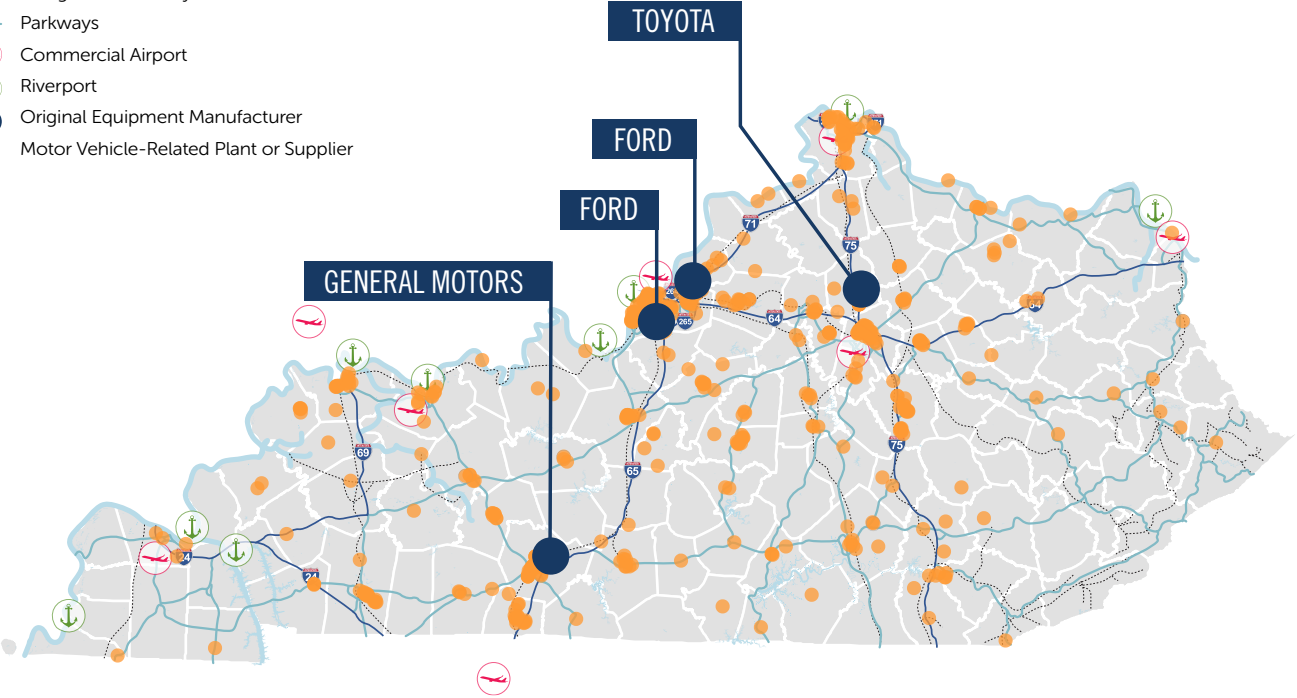 Parkways
Commercial Airport
Riverport
Original Equipment Manufacturer
Motor Vehicle-Related Plant or Supplier
TOYOTA
FORD
FORD
GENERAL MOTORS
71
75
265
64
64
69
65
75
24
24